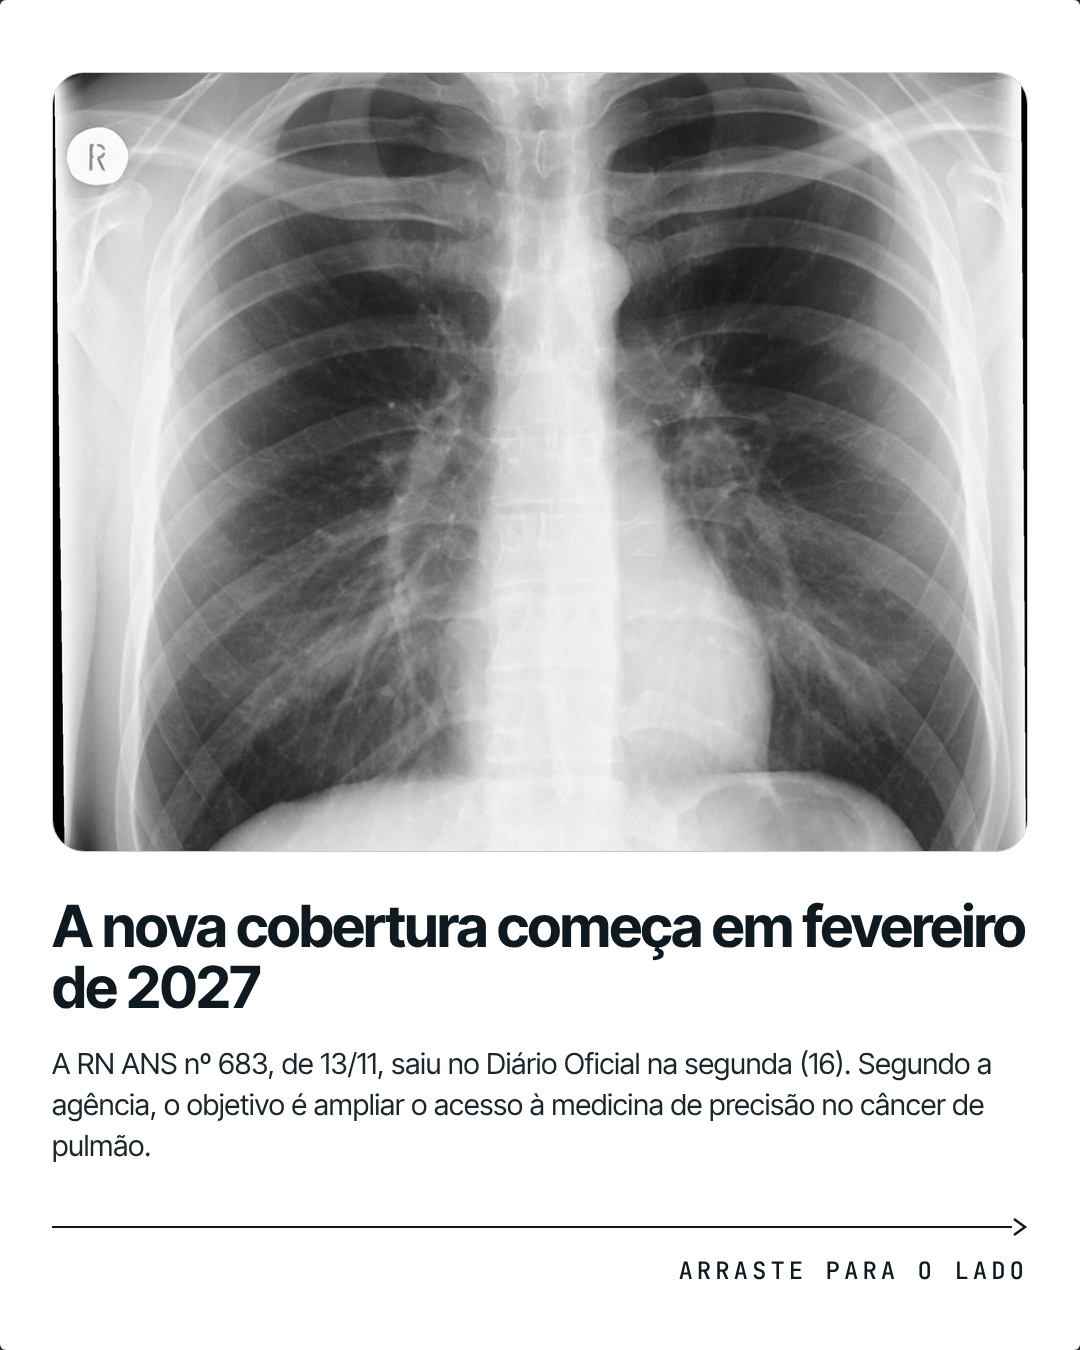 R
A nova cobertura começa em fevereiro
de 2027
A RN ANS nº 683, de 13/11, saiu no Diário Oficial na segunda (16). Segundo a
agência, o objetivo é ampliar o acesso à medicina de precisão no câncer de
pulmão.
ARRASTE PARA O LADO